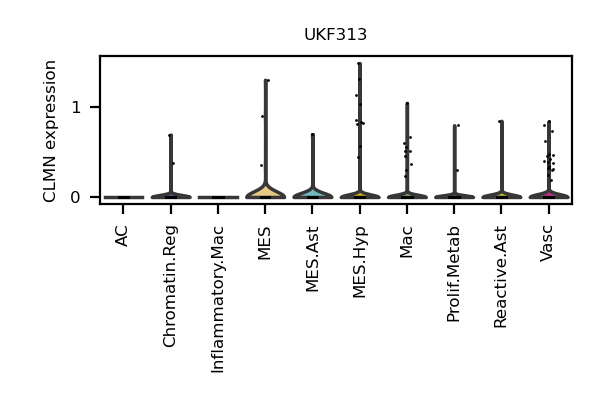 UKF313
CLMN expression
1
0
AC
Chromatin.Reg
Inflammatory.Mac
MES
MES.Ast
MES.Hyp
Mac
Prolif.Metab
Reactive.Ast
Vasc